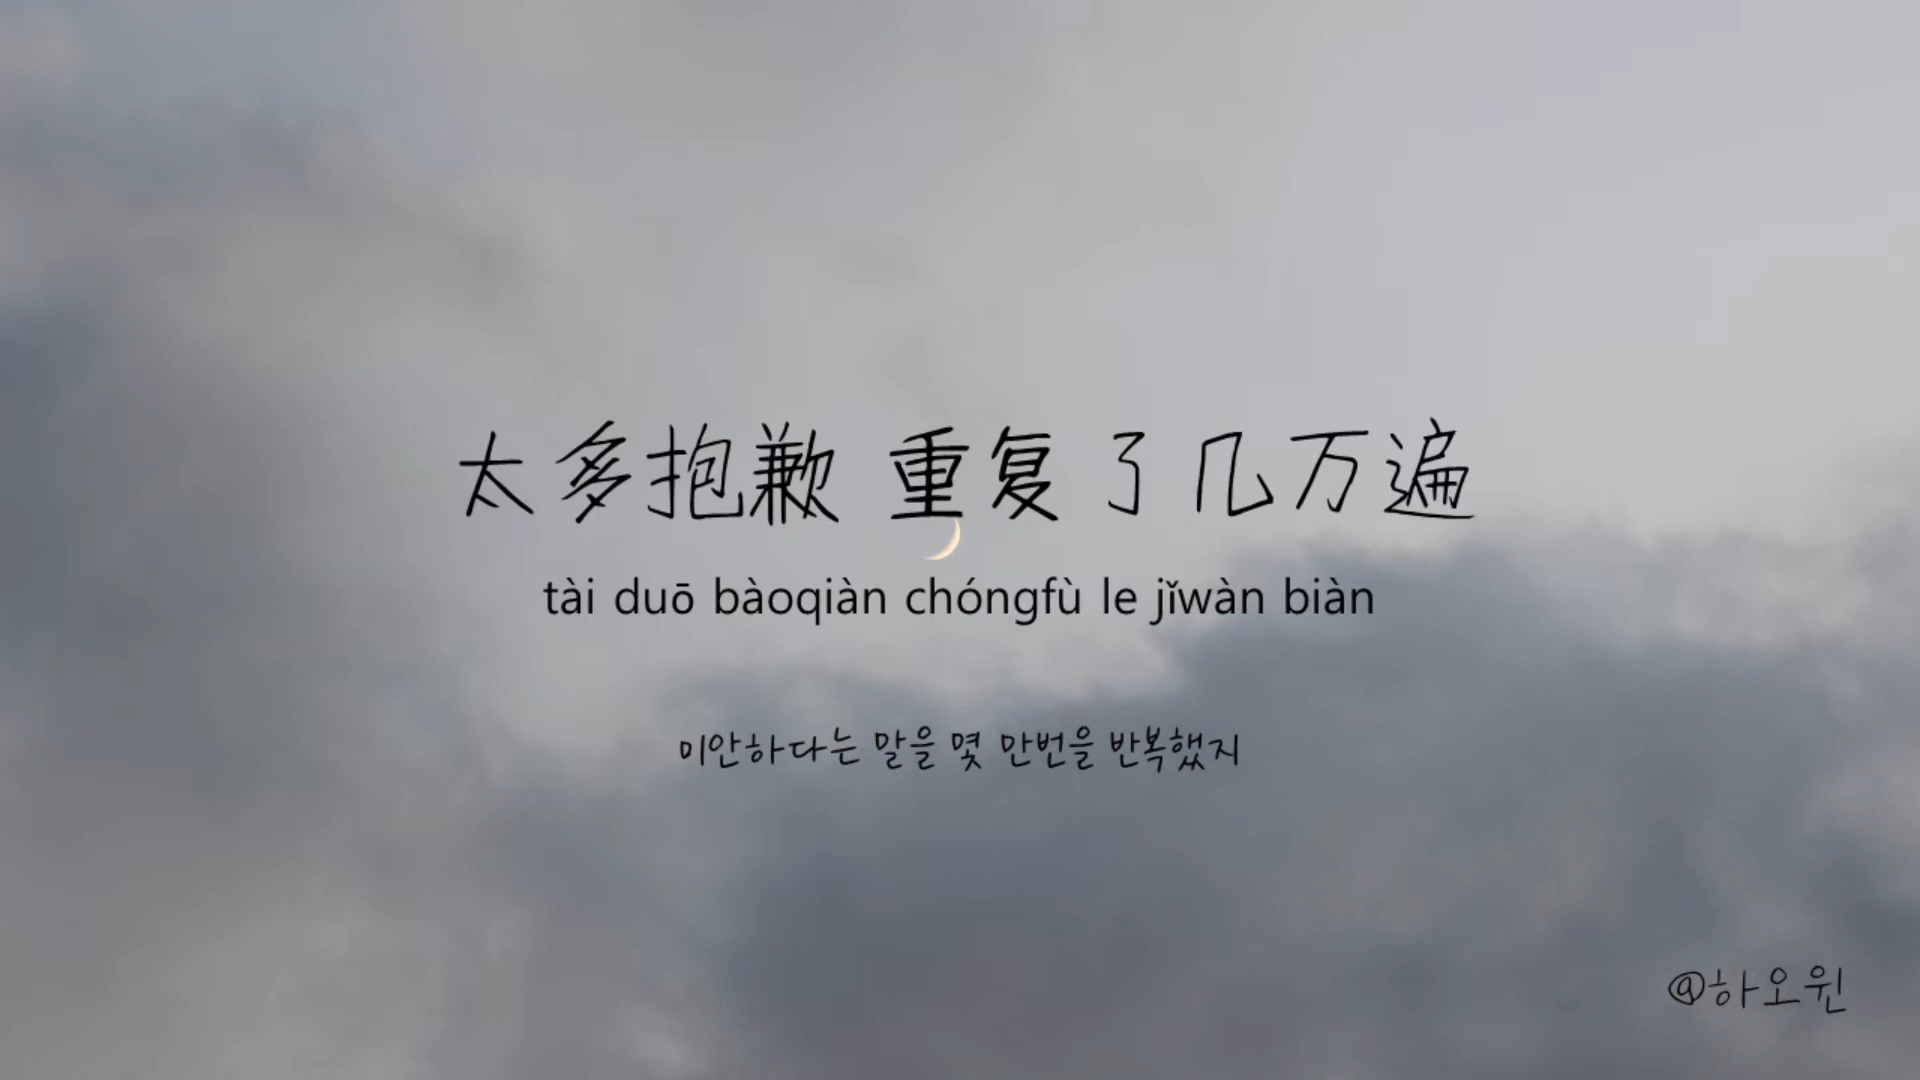 太多抱歉 重复了几万遍
tài duō bàoqiàn chóngfù le jǐwàn biàn
미안하다는 말을 몇 만번을 반복했지
@하오원